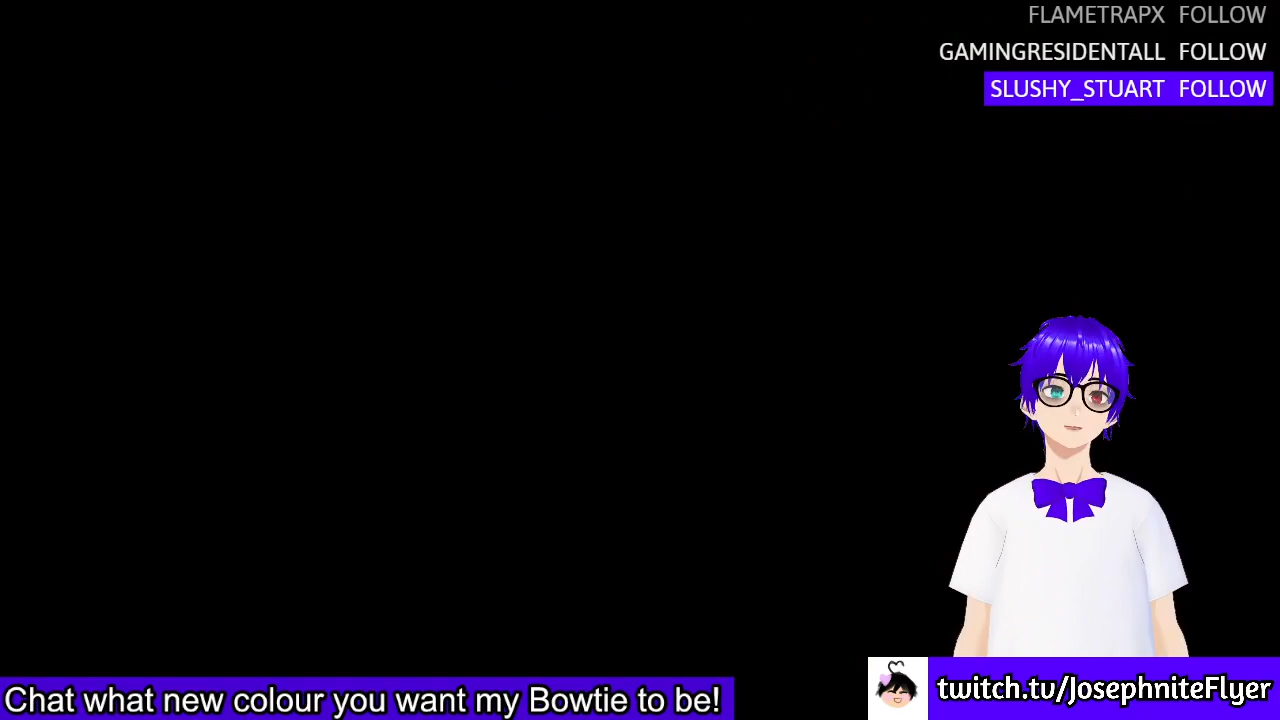 FLAMETRAPX FOLLOW
GAMINGRESIDENTALL FOLLOW
SLUSHY_STUART FOLLOW
Chat what new colour you want my Bowtie to be!
twitch.tv/JosephniteFlyer